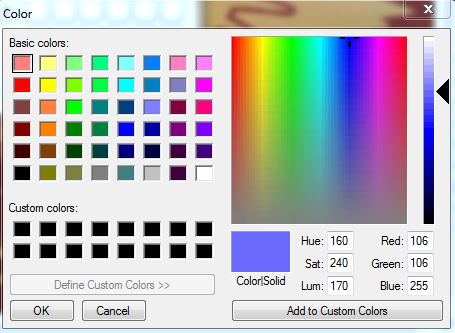 Color
Basic colors:
Custom colors:
Define Custom Colors >>
OK Cancel
Color|Solid
Hue: 160 Red: 106
Sat: 240 Green: 106
Lum: 170 Blue: 255
Add to Custom Colors